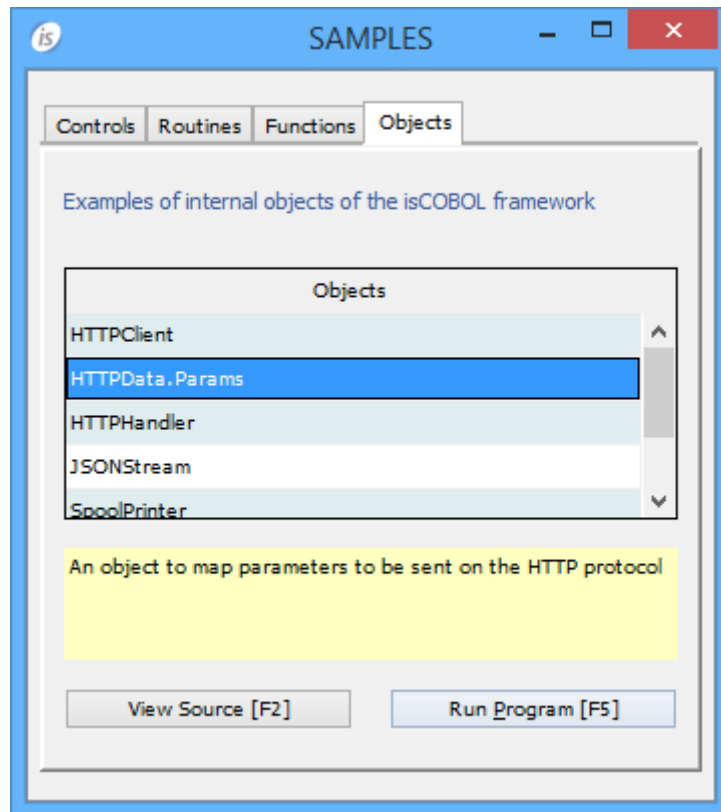 is
SAMPLES
Controls Routines Functions Objects
Examples of internal objects of the isCOBOL framework
Objects
HTTPClient
HTTPData.Params
HTTPHandler
JSONStream
SpoolPrinter
An object to map parameters to be sent on the HTTP protocol
View Source [F2] Run Program [F5]